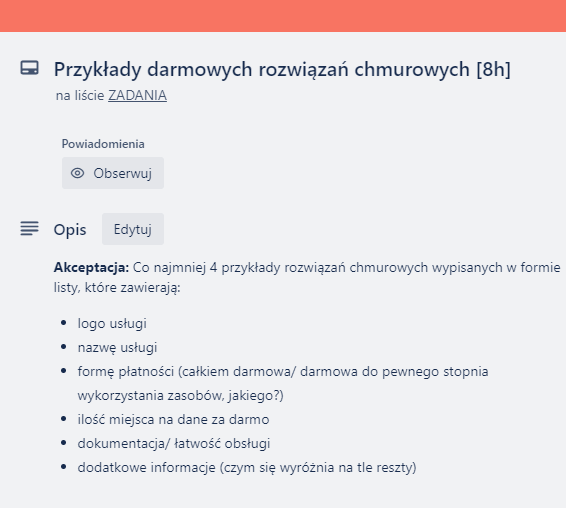 Przykłady darmowych rozwiązań chmurowych [8h]
na liście ZADANIA
Powiadomienia
Obserwuj
Opis Edytuj
Akceptacja: Co najmniej 4 przykłady rozwiązań chmurowych wypisanych w formie
listy, które zawierają:
• logo usługi
• nazwę usługi
• formę płatności (całkiem darmowa/ darmowa do pewnego stopnia
wykorzystania zasobów, jakiego?)
• ilość miejsca na dane za darmo
• dokumentacja/ łatwość obsługi
• dodatkowe informacje (czym się wyróżnia na tle reszty)